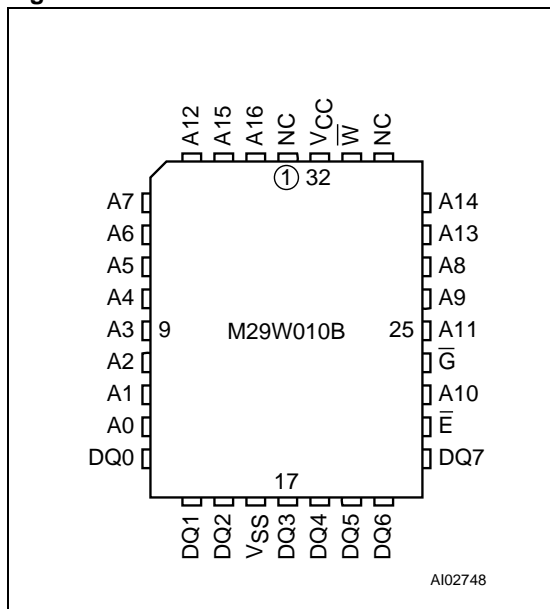 A12 A15 A16 NC VCC W̅ NC
① 32
A7 A14
A6 A13
A5 A8
A4 A9
A3 9 M29W010B 25 A11
A2 G̅
A1 A10
A0 E̅
DQ0 DQ7
17
DQ1 DQ2 VSS DQ3 DQ4 DQ5 DQ6
AI02748